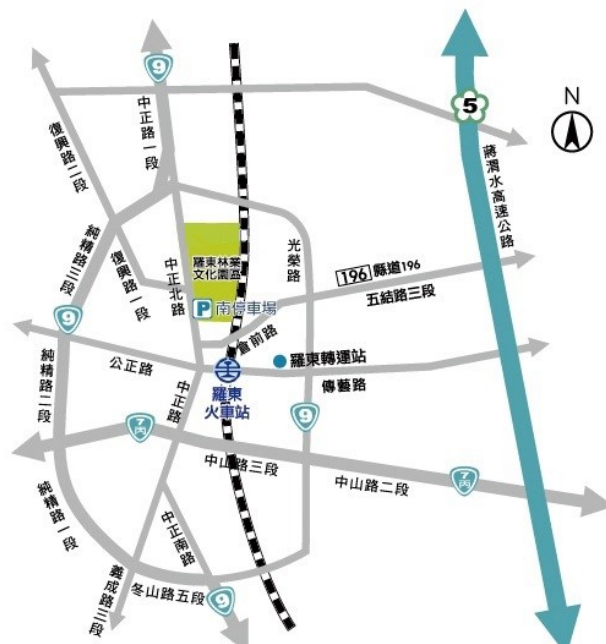 9
中正路一段
5
N
復興路二段
蔣渭水高速公路
純精路三段
復興路一段
中正北路
羅東林業
文化園區
光榮路
196 縣道196
五結路三段
P 南停車場
9
倉前路
公正路
羅東轉運站
傳藝路
純精路二段
中正路
羅東
火車站
9
7丙
中山路三段
中山路二段
7丙
純精路一段
中正南路
義成路三段
冬山路五段
9